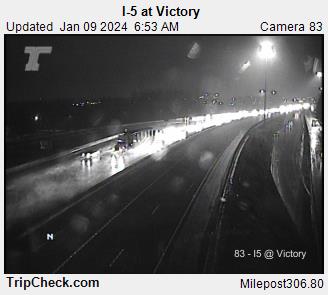 I-5 at Victory
Updated Jan 09 2024 6:53 AM Camera 83
T
N
83 - I5 @ Victory
TripCheck.com Milepost306.80